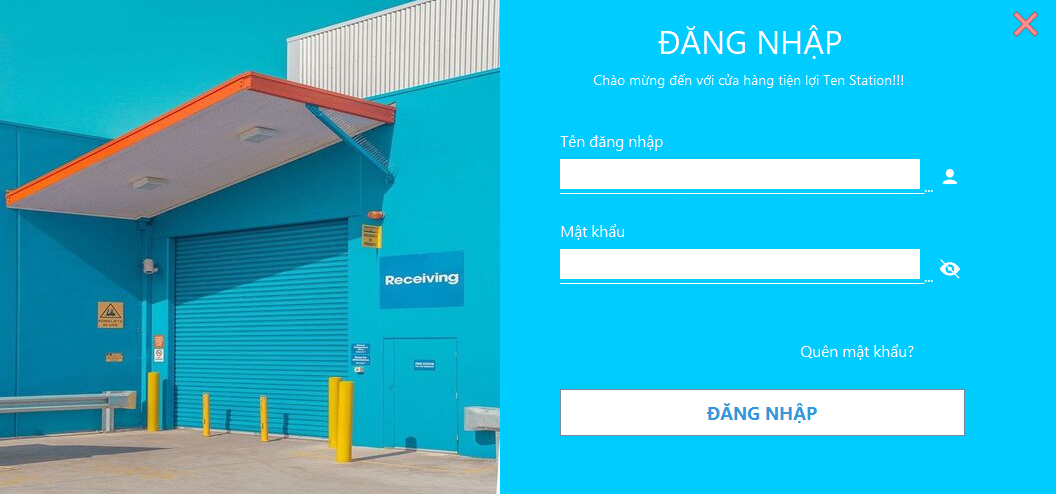 ĐĂNG NHẬP
Chào mừng đến với cửa hàng tiện lợi Ten Station!!!
Tên đăng nhập
...
Mật khẩu
...
Quên mật khẩu?
ĐĂNG NHẬP
Receiving